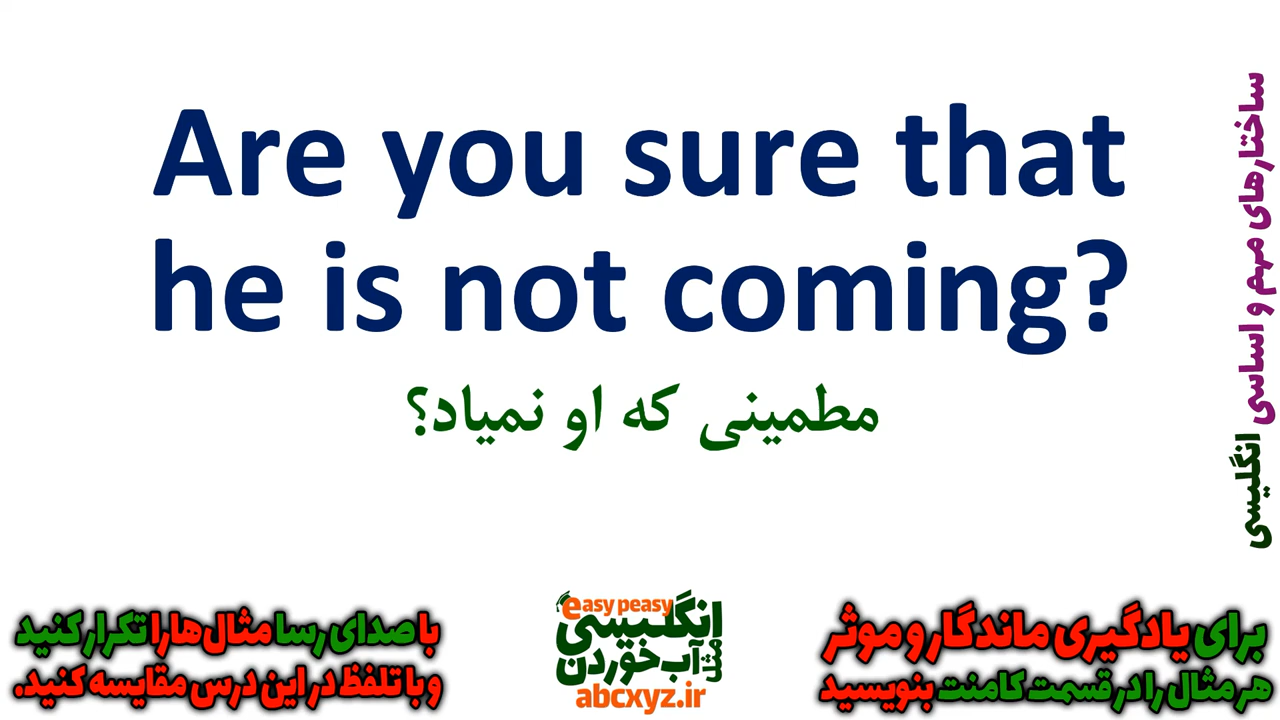 Are you sure that
he is not coming?
مطمینی که او نمیاد؟
ساختارهای مهم و اساسی انگلیسی
با صدای رسا مثال‌ها را تکرار کنید
و با تلفظ در این درس مقایسه کنید.
easy peasy
انگلیسی
مثل آب خوردن
abcxyz.ir
برای یادگیری ماندگار و موثر
هر مثال را در قسمت کامنت بنویسید